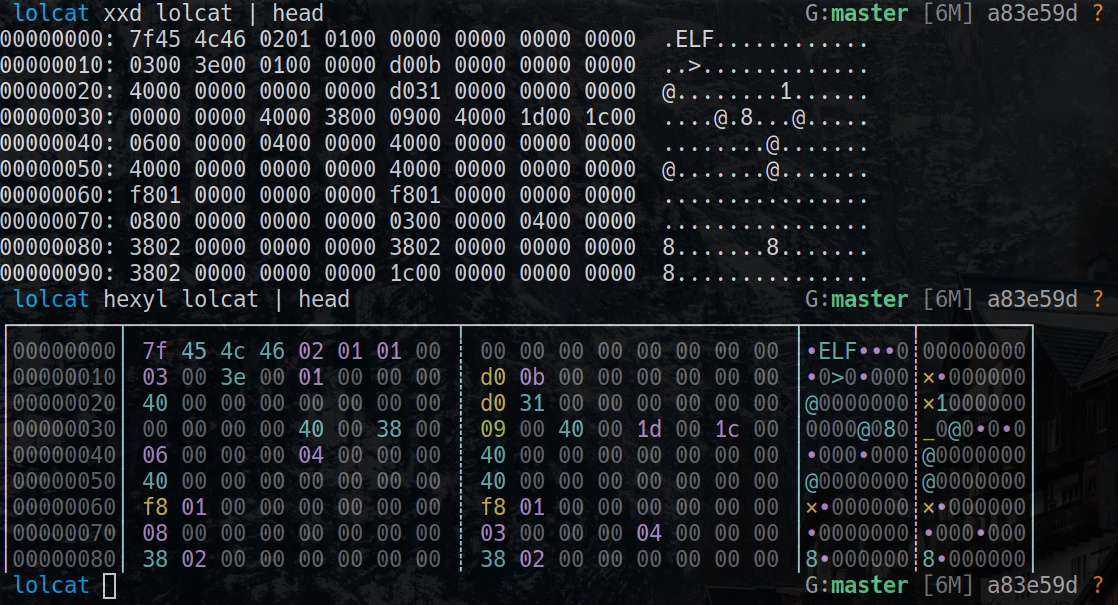 lolcat xxd lolcat | head G:master [6M] a83e59d ?
00000000: 7f45 4c46 0201 0100 0000 0000 0000 0000  .ELF............
00000010: 0300 3e00 0100 0000 d00b 0000 0000 0000  ..>.............
00000020: 4000 0000 0000 0000 d031 0000 0000 0000  @........1......
00000030: 0000 0000 4000 3800 0900 4000 1d00 1c00  ....@.8...@.....
00000040: 0600 0000 0400 0000 4000 0000 0000 0000  ........@.......
00000050: 4000 0000 0000 0000 4000 0000 0000 0000  @.......@.......
00000060: f801 0000 0000 0000 f801 0000 0000 0000  ................
00000070: 0800 0000 0000 0000 0300 0000 0400 0000  ................
00000080: 3802 0000 0000 0000 3802 0000 0000 0000  8.......8.......
00000090: 3802 0000 0000 0000 1c00 0000 0000 0000  8...............
lolcat hexyl lolcat | head G:master [6M] a83e59d ?
│00000000│ 7f 45 4c 46 02 01 01 00 ┊ 00 00 00 00 00 00 00 00 │•ELF•••0┊00000000│
│00000010│ 03 00 3e 00 01 00 00 00 ┊ d0 0b 00 00 00 00 00 00 │•0>0•000┊×•000000│
│00000020│ 40 00 00 00 00 00 00 00 ┊ d0 31 00 00 00 00 00 00 │@0000000┊×1000000│
│00000030│ 00 00 00 00 40 00 38 00 ┊ 09 00 40 00 1d 00 1c 00 │0000@080┊_0@0•0•0│
│00000040│ 06 00 00 00 04 00 00 00 ┊ 40 00 00 00 00 00 00 00 │•000•000┊@0000000│
│00000050│ 40 00 00 00 00 00 00 00 ┊ 40 00 00 00 00 00 00 00 │@0000000┊@0000000│
│00000060│ f8 01 00 00 00 00 00 00 ┊ f8 01 00 00 00 00 00 00 │×•000000┊×•000000│
│00000070│ 08 00 00 00 00 00 00 00 ┊ 03 00 00 00 04 00 00 00 │•0000000┊•000•000│
│00000080│ 38 02 00 00 00 00 00 00 ┊ 38 02 00 00 00 00 00 00 │8•000000┊8•000000│
lolcat G:master [6M] a83e59d ?